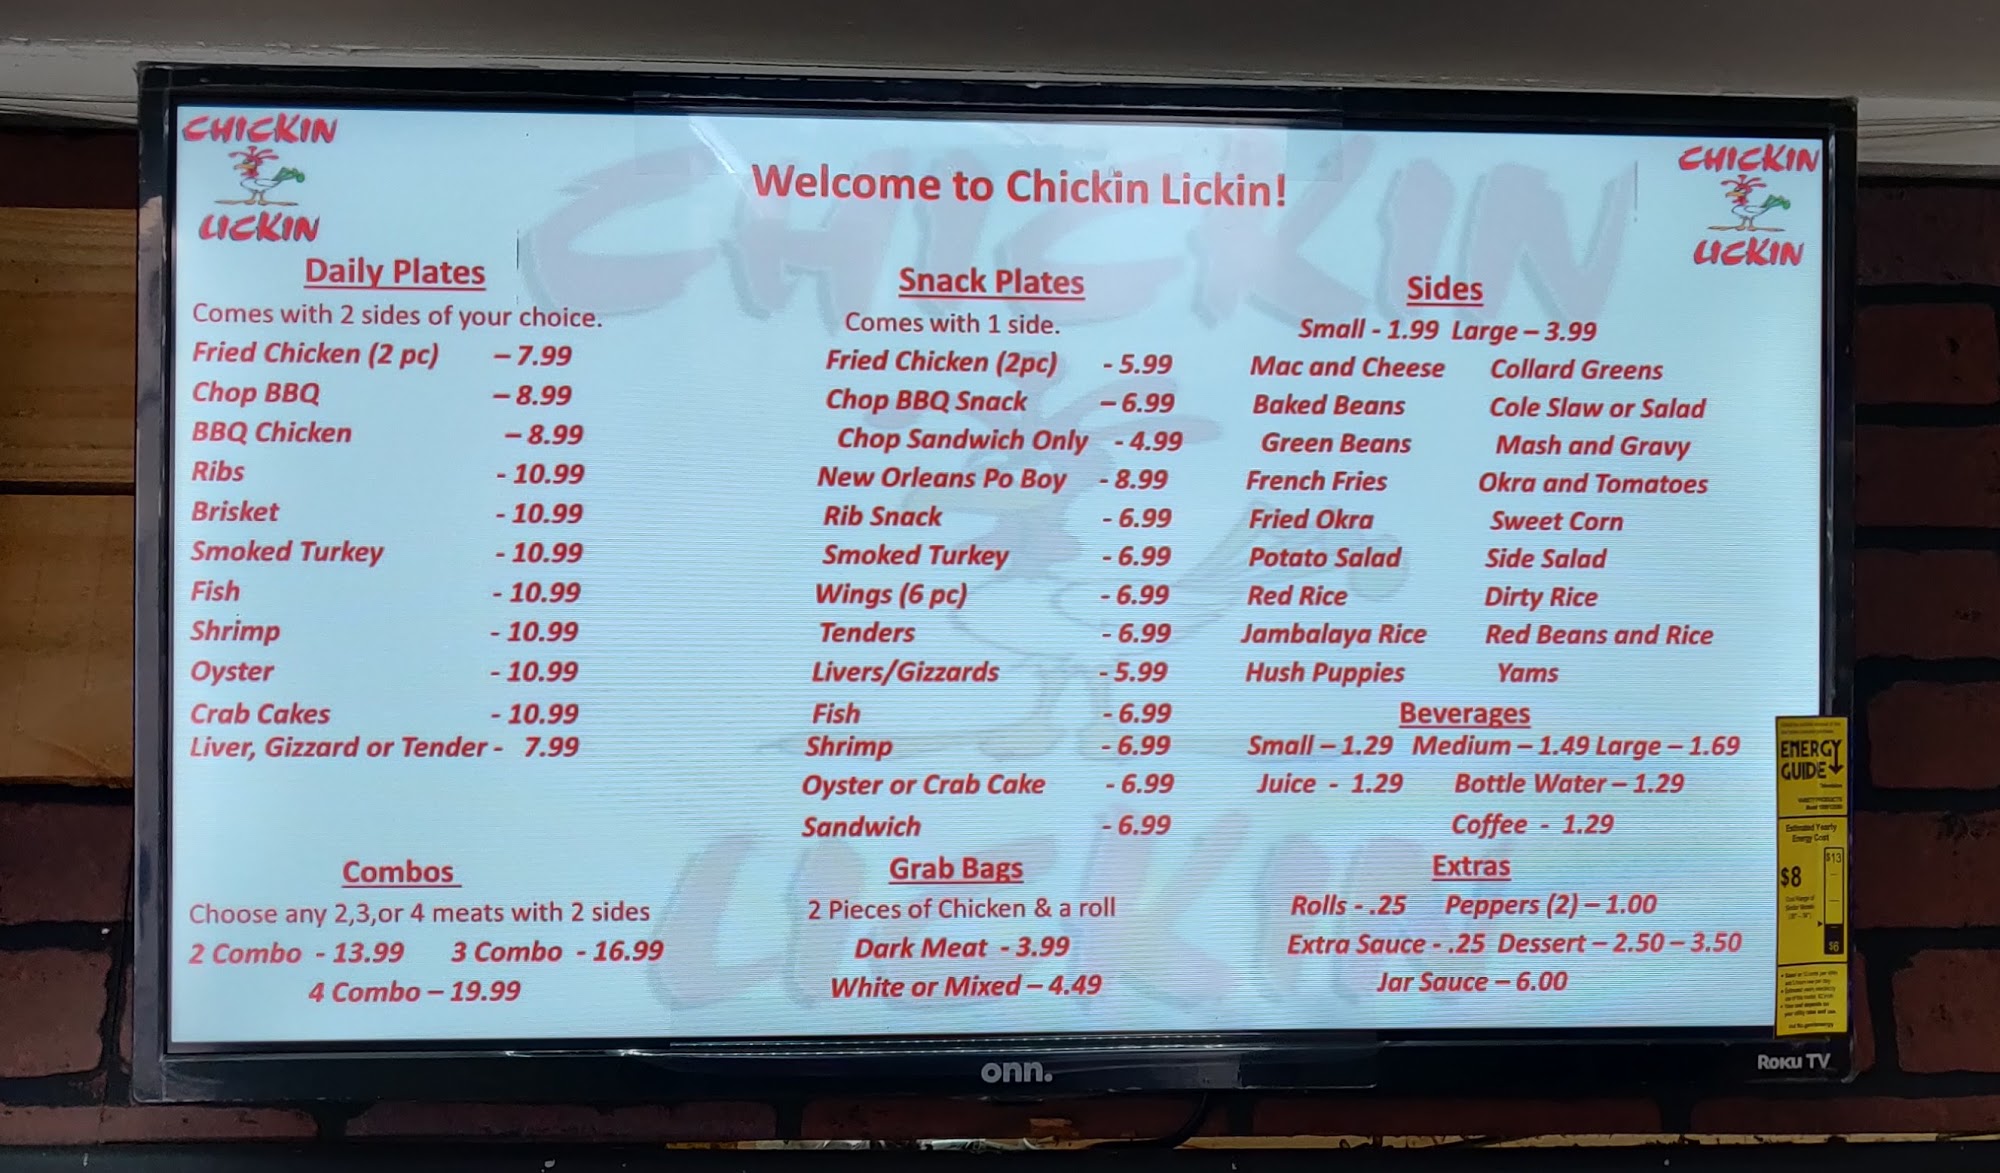 CHICKIN
LICKIN
Welcome to Chickin Lickin!
CHICKIN
LICKIN
Daily Plates
Comes with 2 sides of your choice.
Fried Chicken (2 pc) – 7.99
Chop BBQ – 8.99
BBQ Chicken – 8.99
Ribs - 10.99
Brisket - 10.99
Smoked Turkey - 10.99
Fish - 10.99
Shrimp - 10.99
Oyster - 10.99
Crab Cakes - 10.99
Liver, Gizzard or Tender - 7.99
Combos
Choose any 2,3,or 4 meats with 2 sides
2 Combo - 13.99 3 Combo - 16.99
4 Combo – 19.99
Snack Plates
Comes with 1 side.
Fried Chicken (2pc) - 5.99
Chop BBQ Snack – 6.99
Chop Sandwich Only - 4.99
New Orleans Po Boy - 8.99
Rib Snack - 6.99
Smoked Turkey - 6.99
Wings (6 pc) - 6.99
Tenders - 6.99
Livers/Gizzards - 5.99
Fish - 6.99
Shrimp - 6.99
Oyster or Crab Cake - 6.99
Sandwich - 6.99
Grab Bags
2 Pieces of Chicken & a roll
Dark Meat - 3.99
White or Mixed – 4.49
Sides
Small - 1.99 Large – 3.99
Mac and Cheese Collard Greens
Baked Beans Cole Slaw or Salad
Green Beans Mash and Gravy
French Fries Okra and Tomatoes
Fried Okra Sweet Corn
Potato Salad Side Salad
Red Rice Dirty Rice
Jambalaya Rice Red Beans and Rice
Hush Puppies Yams
Beverages
Small – 1.29 Medium – 1.49 Large – 1.69
Juice - 1.29 Bottle Water – 1.29
Coffee - 1.29
Extras
Rolls - .25 Peppers (2) – 1.00
Extra Sauce - .25 Dessert – 2.50 – 3.50
Jar Sauce – 6.00
CHICKIN
LICKIN
ENERGY
GUIDE
Estimated Yearly
Energy Cost
$8
$13
$6
onn.
Roku TV